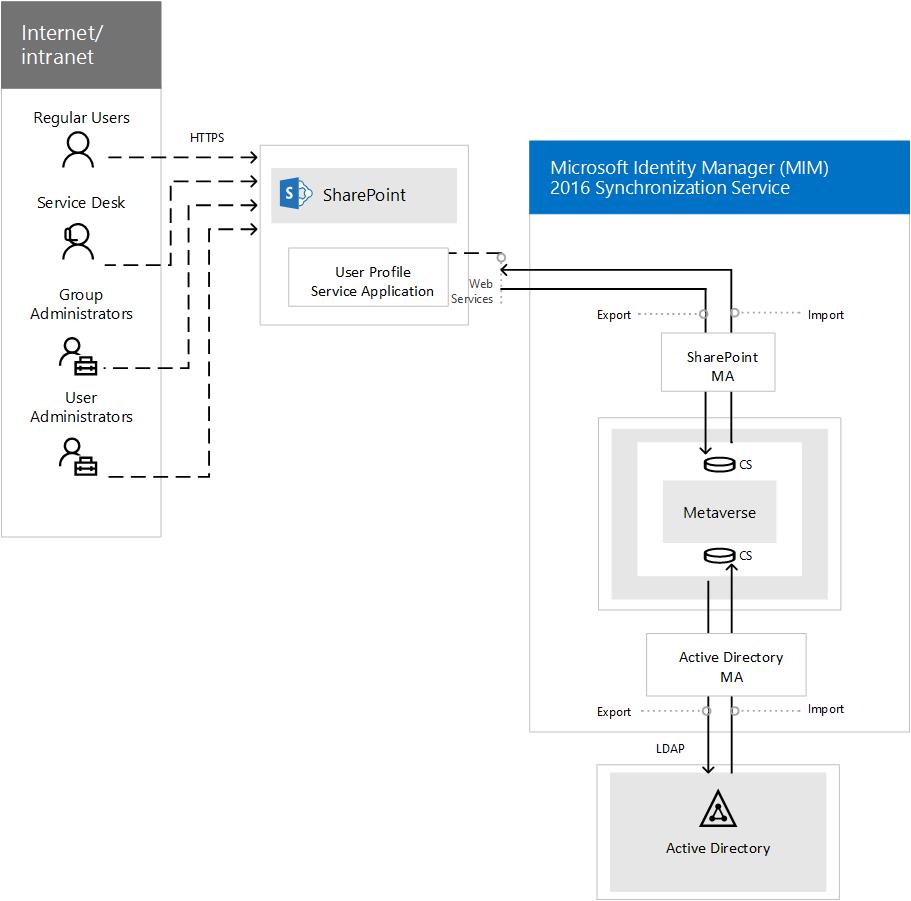 Internet/
intranet
Regular Users
HTTPS
Service Desk
Group
Administrators
User
Administrators
S
SharePoint
User Profile
Service Application
Web
Services
Microsoft Identity Manager (MIM)
2016 Synchronization Service
Export
Import
SharePoint
MA
CS
Metaverse
CS
Active Directory
MA
Export
Import
LDAP
Active Directory